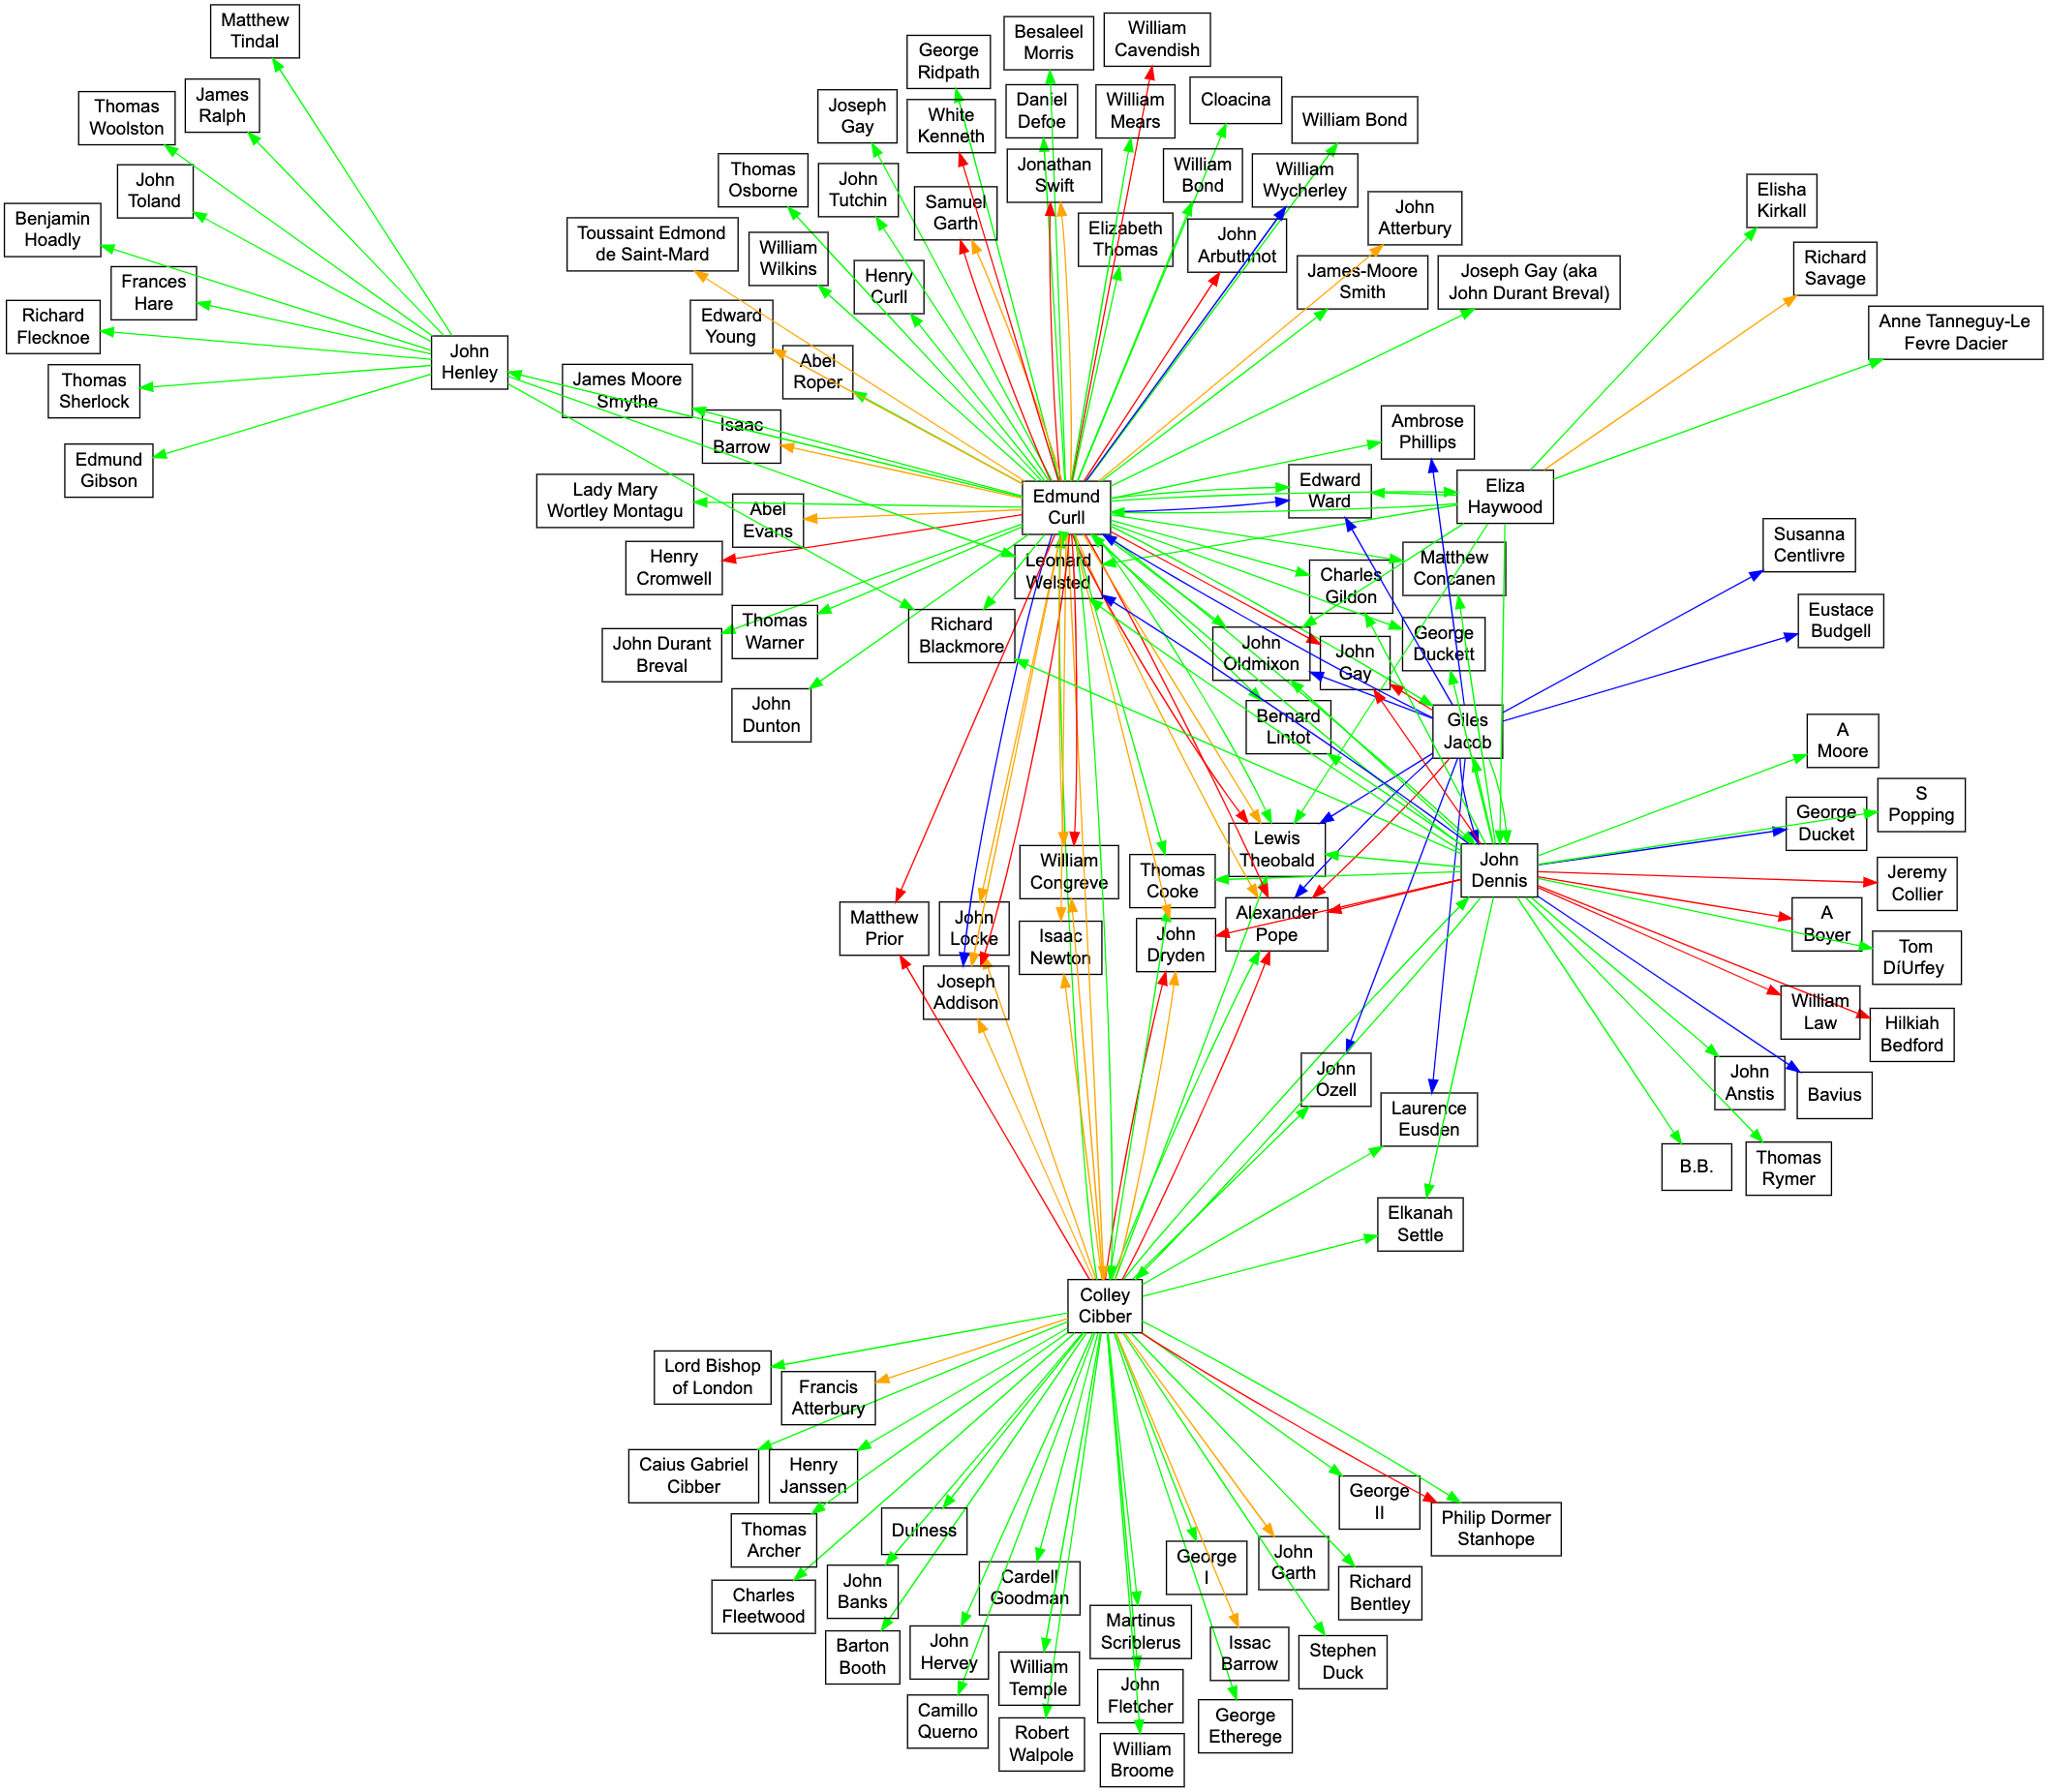 Matthew
Tindal
Thomas
Woolston
James
Ralph
John
Toland
Benjamin
Hoadly
Frances
Hare
Richard
Flecknoe
Thomas
Sherlock
Edmund
Gibson
John
Henley
George
Ridpath
Besaleel
Morris
William
Cavendish
Joseph
Gay
White
Kenneth
Daniel
Defoe
William
Mears
Cloacina
William Bond
Thomas
Osborne
John
Tutchin
Samuel
Garth
Jonathan
Swift
William
Bond
William
Wycherley
John
Atterbury
Toussaint Edmond
de Saint-Mard
William
Wilkins
Henry
Curll
Elizabeth
Thomas
John
Arbuthnot
James-Moore
Smith
Joseph Gay (aka
John Durant Breval)
Elisha
Kirkall
Richard
Savage
Anne Tanneguy-Le
Fevre Dacier
Edward
Young
Abel
Roper
James Moore
Smythe
Isaac
Barrow
Lady Mary
Wortley Montagu
Abel
Evans
Henry
Cromwell
Edmund
Curll
Ambrose
Phillips
Edward
Ward
Eliza
Haywood
Leonard
Welsted
Charles
Gildon
Matthew
Concanen
Susanna
Centlivre
Eustace
Budgell
John Durant
Breval
Thomas
Warner
Richard
Blackmore
John
Oldmixon
John
Gay
George
Duckett
John
Dunton
Bernard
Lintot
Giles
Jacob
A
Moore
S
Popping
George
Ducket
Lewis
Theobald
John
Dennis
Jeremy
Collier
William
Congreve
Thomas
Cooke
Matthew
Prior
John
Locke
Isaac
Newton
John
Dryden
Alexander
Pope
A
Boyer
Tom
DíUrfey
Joseph
Addison
William
Law
Hilkiah
Bedford
John
Ozell
Laurence
Eusden
John
Anstis
Bavius
B.B.
Thomas
Rymer
Elkanah
Settle
Colley
Cibber
Lord Bishop
of London
Francis
Atterbury
Caius Gabriel
Cibber
Henry
Janssen
Thomas
Archer
Dulness
George
II
Philip Dormer
Stanhope
Charles
Fleetwood
John
Banks
Cardell
Goodman
George
I
John
Garth
Richard
Bentley
Barton
Booth
John
Hervey
William
Temple
Martinus
Scriblerus
Issac
Barrow
Stephen
Duck
Camillo
Querno
Robert
Walpole
John
Fletcher
William
Broome
George
Etherege